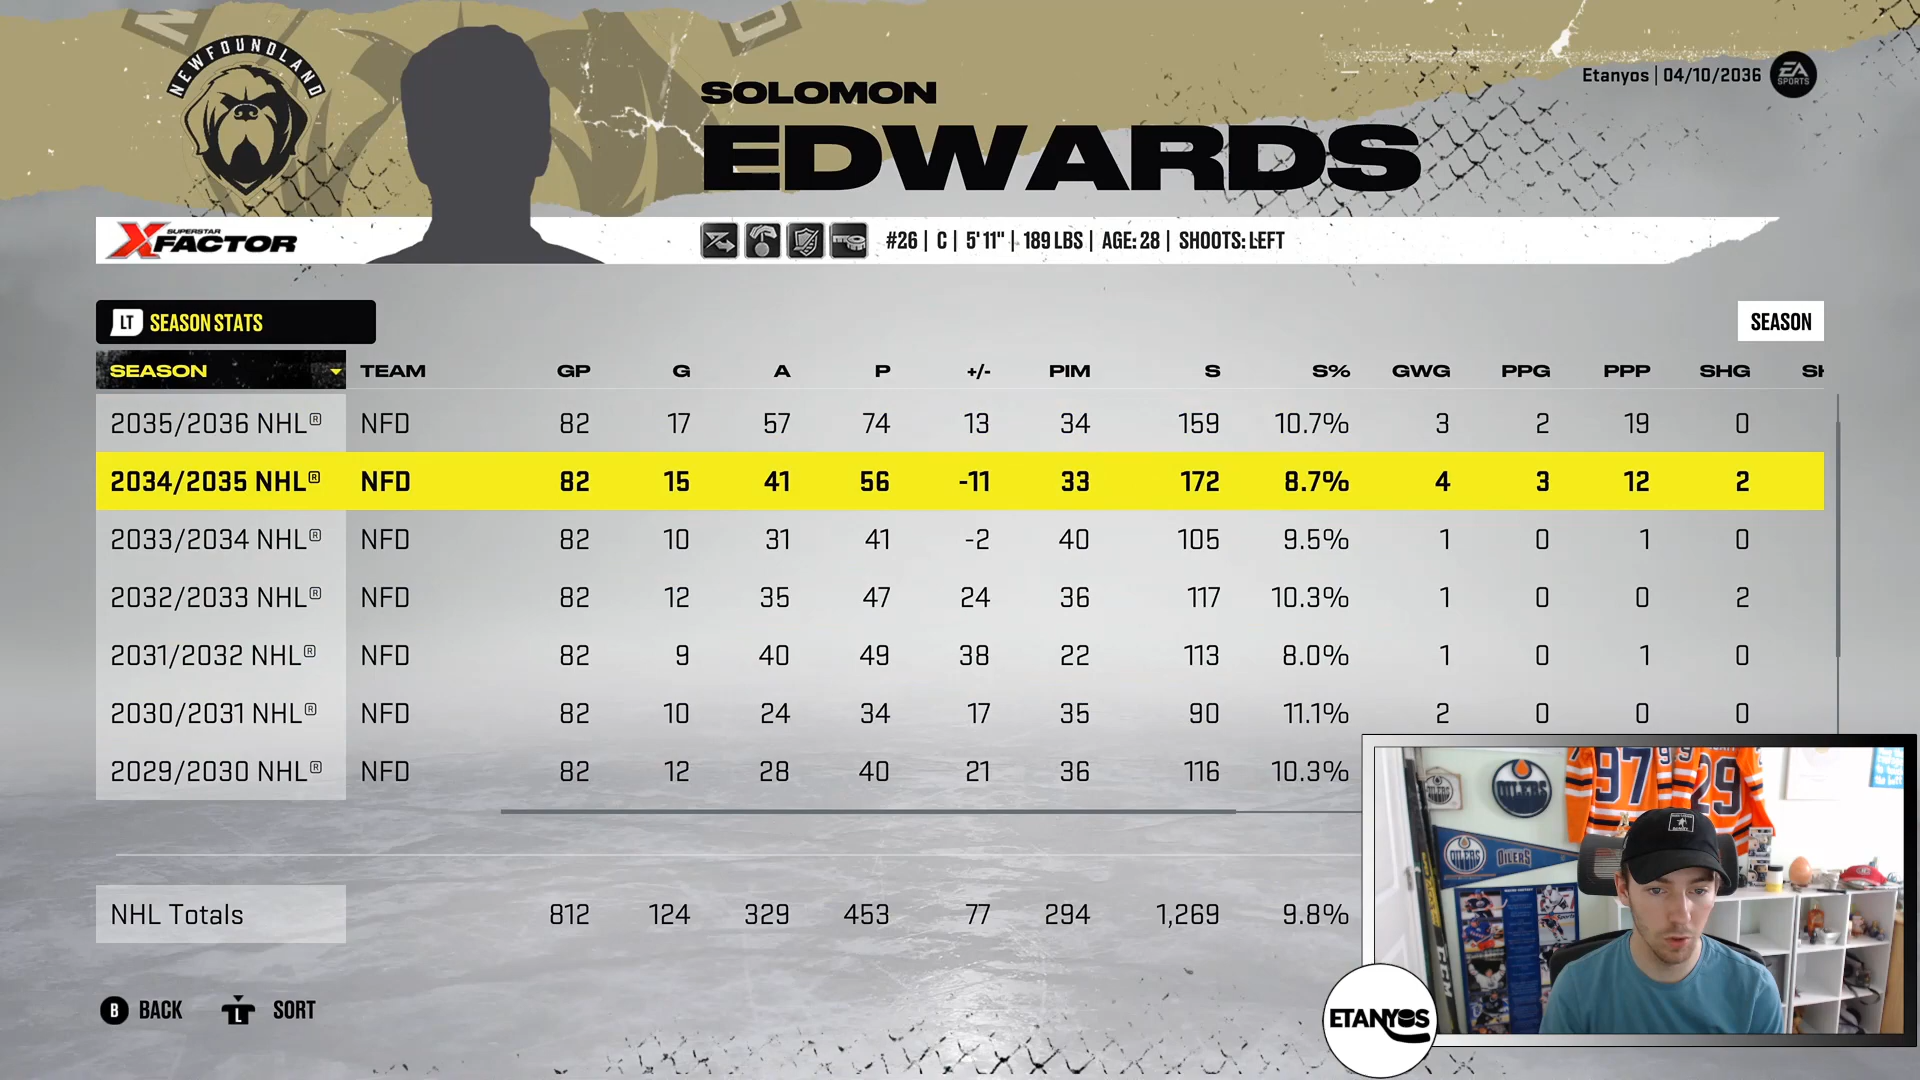 NEWFOUNDLAND
SOLOMON
EDWARDS
Etanyos | 04/10/2036
EA
SPORTS
SUPERSTAR
XFACTOR
#26 | C | 5'11" | 189 LBS | AGE: 28 | SHOOTS: LEFT
LT SEASON STATS
SEASON
SEASON TEAM GP G A P +/- PIM S S% GWG PPG PPP SHG
2035/2036 NHL® NFD 82 17 57 74 13 34 159 10.7% 3 2 19 0
2034/2035 NHL® NFD 82 15 41 56 -11 33 172 8.7% 4 3 12 2
2033/2034 NHL® NFD 82 10 31 41 -2 40 105 9.5% 1 0 1 0
2032/2033 NHL® NFD 82 12 35 47 24 36 117 10.3% 1 0 0 2
2031/2032 NHL® NFD 82 9 40 49 38 22 113 8.0% 1 0 1 0
2030/2031 NHL® NFD 82 10 24 34 17 35 90 11.1% 2 0 0 0
2029/2030 NHL® NFD 82 12 28 40 21 36 116 10.3%
NHL Totals 812 124 329 453 77 294 1,269 9.8%
B BACK L SORT
97
29
OILERS
OILERS
OILERS
CCM
ETANYOS